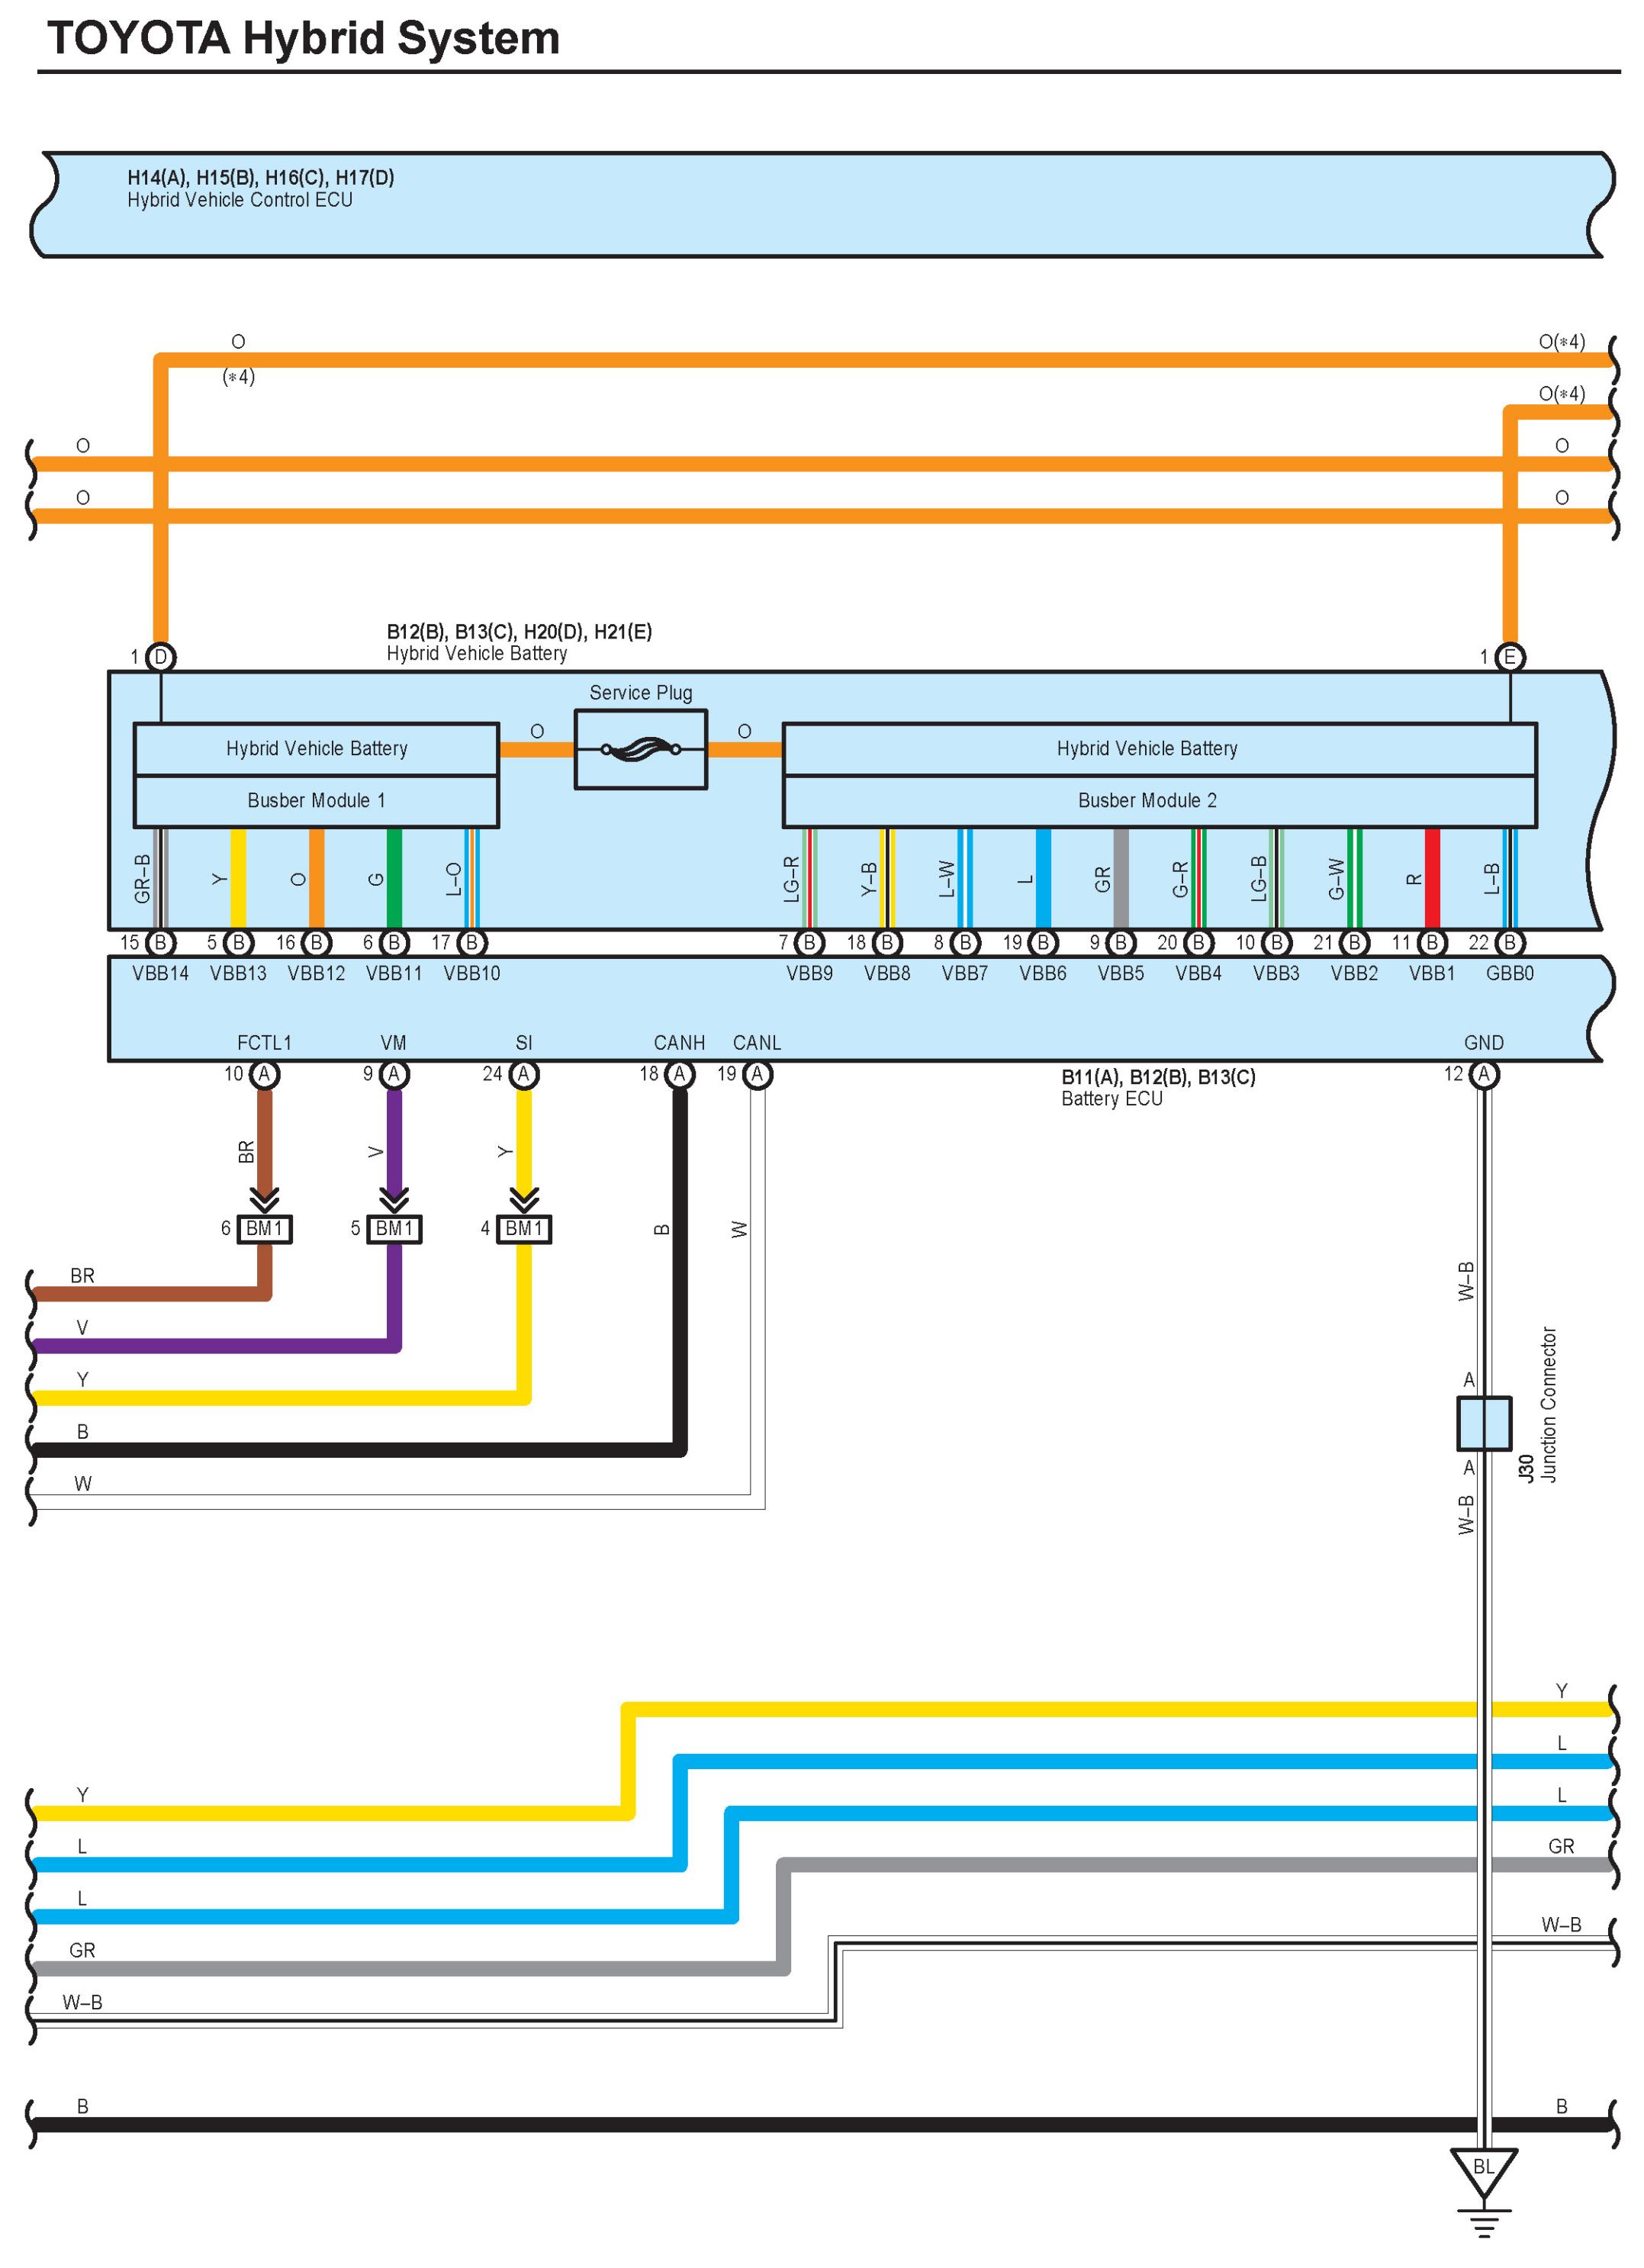 TOYOTA Hybrid System
H14(A), H15(B), H16(C), H17(D)
Hybrid Vehicle Control ECU
O
(*4)
O(*4)
O(*4)
O
O
O
O
B12(B), B13(C), H20(D), H21(E)
Hybrid Vehicle Battery
1 D
1 E
Service Plug
Hybrid Vehicle Battery
O
O
Hybrid Vehicle Battery
Busber Module 1
Busber Module 2
GR–B
Y
O
G
L–O
LG–R
Y–B
L–W
L
GR
G–R
LG–B
G–W
R
L–B
15 B 5 B 16 B 6 B 17 B 7 B 18 B 8 B 19 B 9 B 20 B 10 B 21 B 11 B 22 B
VBB14 VBB13 VBB12 VBB11 VBB10 VBB9 VBB8 VBB7 VBB6 VBB5 VBB4 VBB3 VBB2 VBB1 GBB0
FCTL1 VM SI CANH CANL GND
10 A 9 A 24 A 18 A 19 A 12 A
B11(A), B12(B), B13(C)
Battery ECU
BR
V
Y
B
W
6 BM1 5 BM1 4 BM1
W–B
BR
V
Y
B
W
A
A
J30
Junction Connector
W–B
Y
L
L
GR
W–B
Y
L
L
GR
W–B
B
B
BL